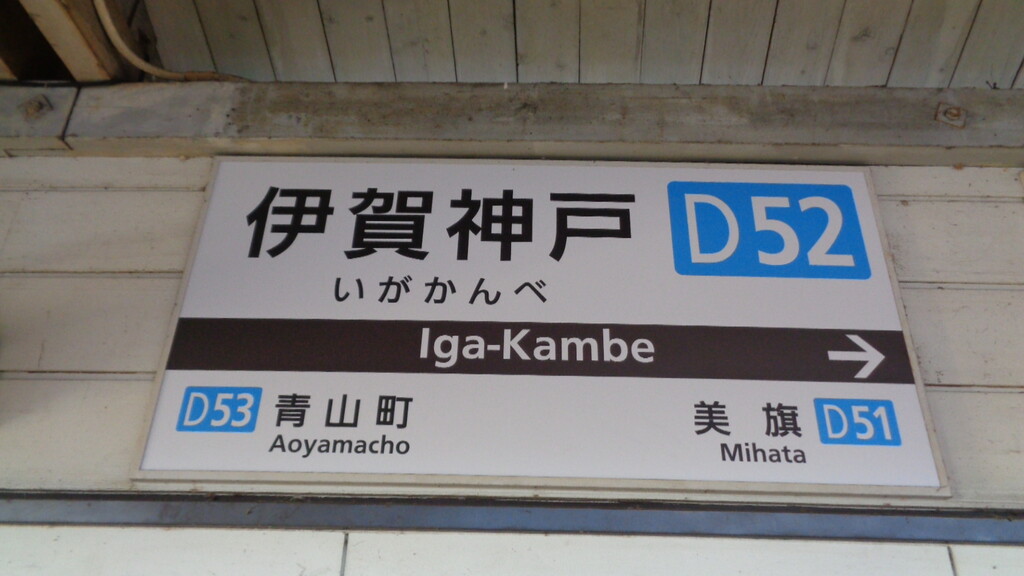 伊賀神戸 D52
いがかんべ
Iga-Kambe →
D53 青山町 美旗 D51
Aoyamacho Mihata